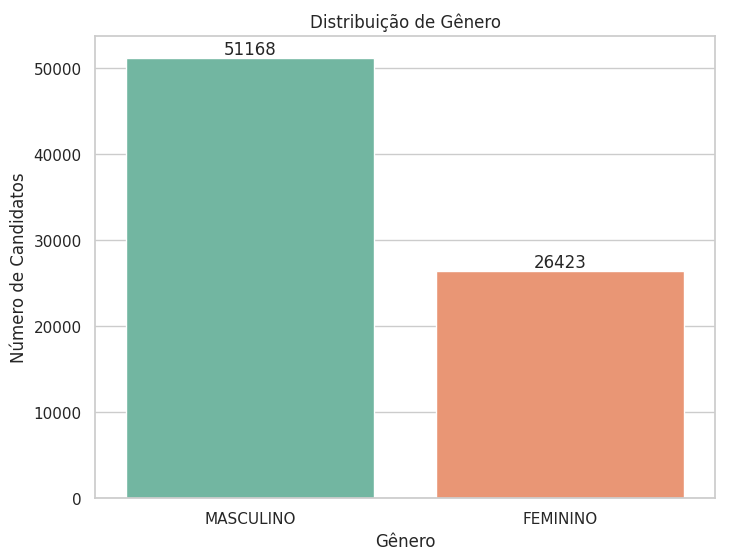 Distribuição de Gênero
51168
26423
50000
40000
30000
20000
10000
0
Número de Candidatos
MASCULINO
FEMININO
Gênero